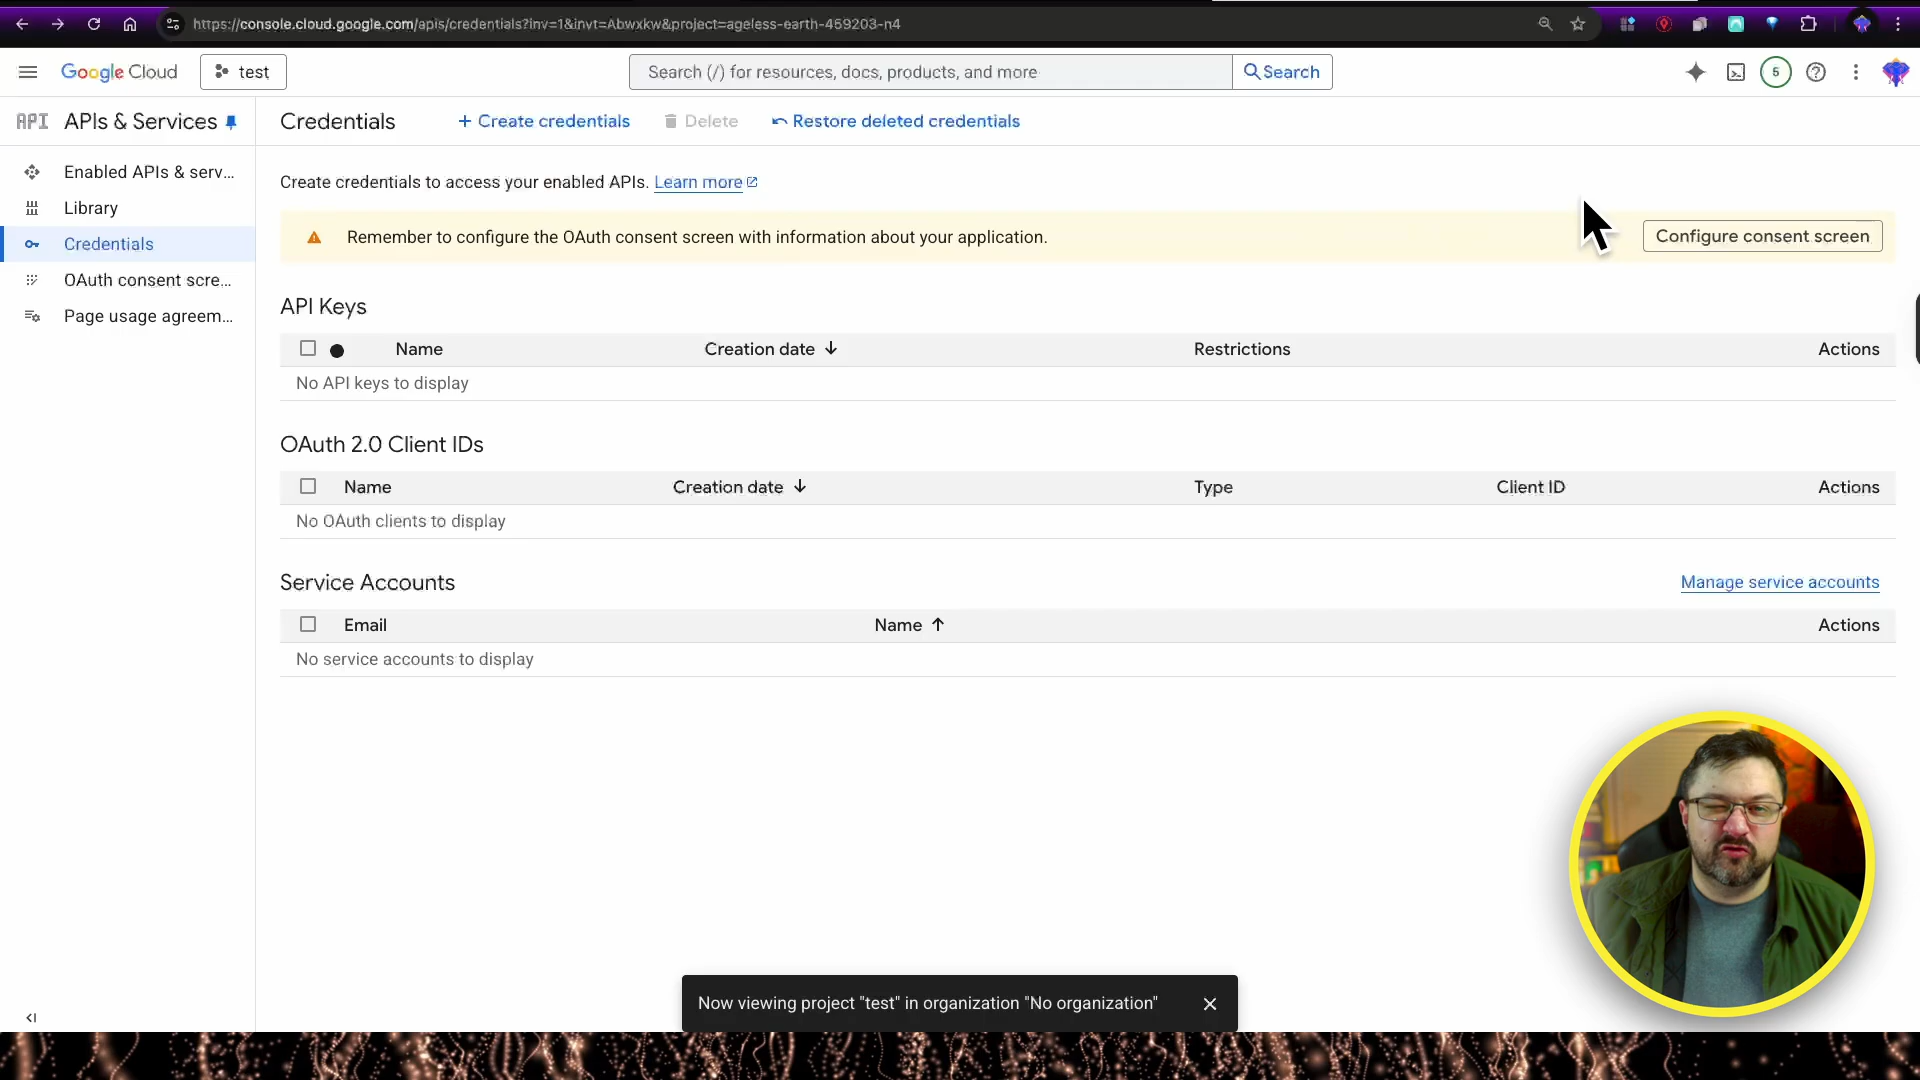 https://console.cloud.google.com/apis/credentials?inv=1&invt=Abwxkw&project=ageless-earth-459203-n4
Google Cloud
test
Search (/) for resources, docs, products, and more
Search
5
API
APIs & Services
Credentials
+ Create credentials
Delete
Restore deleted credentials
Enabled APIs & serv...
Library
Credentials
OAuth consent scre...
Page usage agreem...
Create credentials to access your enabled APIs. Learn more
Remember to configure the OAuth consent screen with information about your application.
Configure consent screen
API Keys
Name Creation date Restrictions Actions
No API keys to display
OAuth 2.0 Client IDs
Name Creation date Type Client ID Actions
No OAuth clients to display
Service Accounts
Manage service accounts
Email Name Actions
No service accounts to display
Now viewing project "test" in organization "No organization"